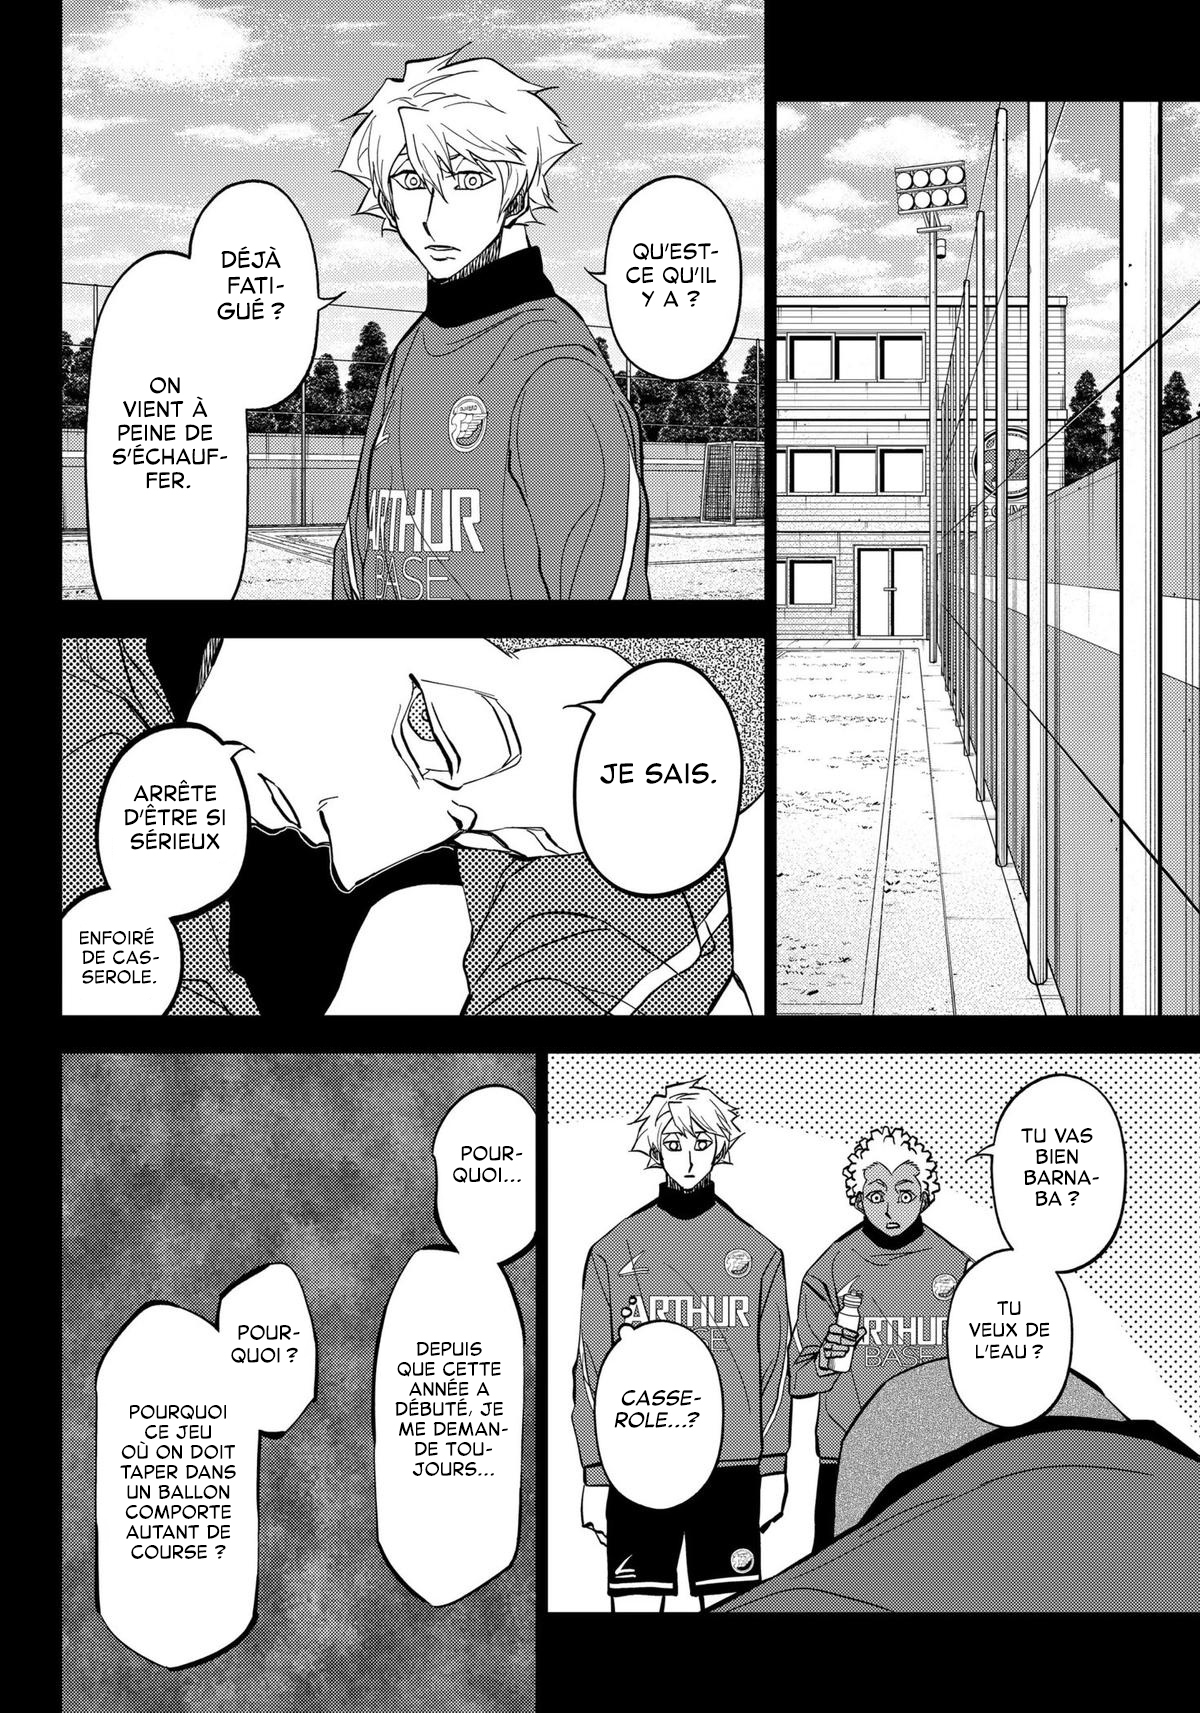 QU'EST-
CE QU'IL
Y A ?
DÉJÀ
FATI-
GUÉ ?
ON
VIENT À
PEINE DE
S'ÉCHAUF-
FER.
ARTHUR
BASE
JE SAIS.
ARRÊTE
D'ÊTRE SI
SÉRIEUX
ENFOIRÉ
DE CAS-
SEROLE.
TU VAS
BIEN
BARNA-
BA ?
TU
VEUX DE
L'EAU ?
ARTHUR
BASE
RTHUR
BASE
CASSE-
ROLE...?
POUR-
QUOI...
DEPUIS
QUE CETTE
ANNÉE A
DÉBUTÉ, JE
ME DEMAN-
DE TOU-
JOURS...
POUR-
QUOI ?
POURQUOI
CE JEU
OÙ ON DOIT
TAPER DANS
UN BALLON
COMPORTE
AUTANT DE
COURSE ?